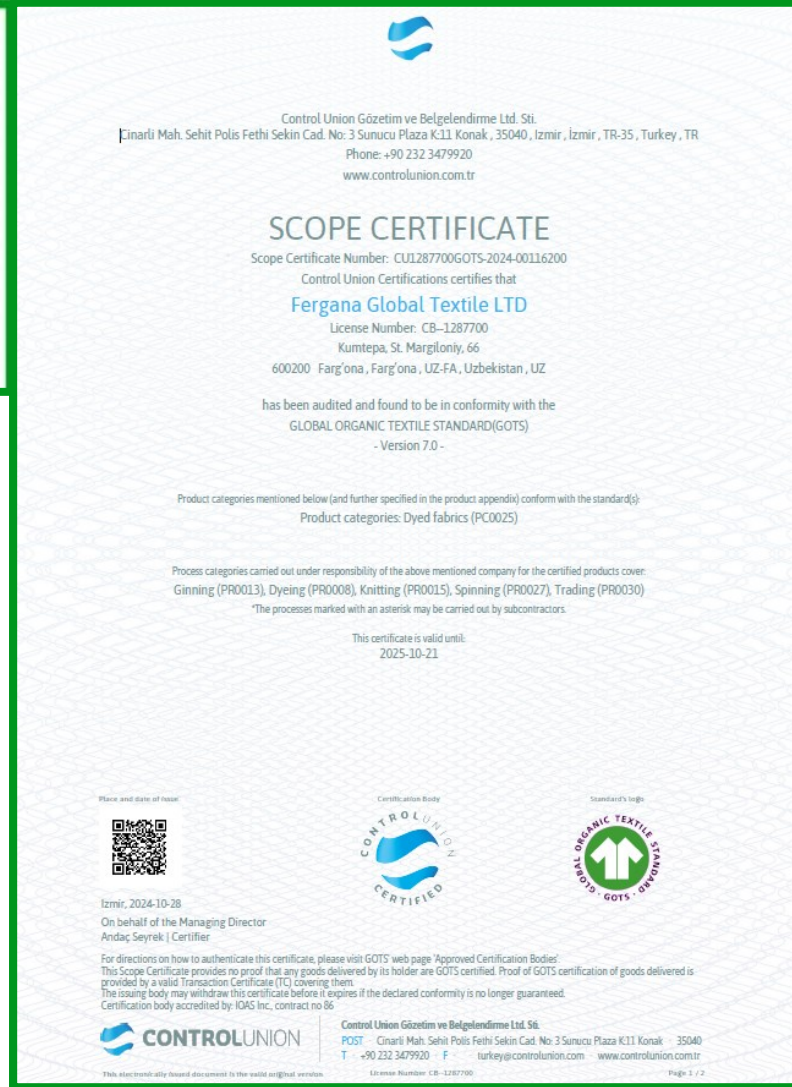 Control Union Gözetim ve Belgelendirme Ltd. Sti.
Cinarli Mah. Sehit Polis Fethi Sekin Cad. No: 3 Sunucu Plaza K:11 Konak , 35040 , Izmir , İzmir , TR-35 , Turkey , TR
Phone: +90 232 3479920
www.controlunion.com.tr
SCOPE CERTIFICATE
Scope Certificate Number: CU1287700GOTS-2024-00116200
Control Union Certifications certifies that
Fergana Global Textile LTD
License Number: CB--1287700
Kumtepa, St. Margiloniy, 66
600200 Farg'ona , Farg'ona , UZ-FA , Uzbekistan , UZ
has been audited and found to be in conformity with the
GLOBAL ORGANIC TEXTILE STANDARD(GOTS)
- Version 7.0 -
Product categories mentioned below (and further specified in the product appendix) conform with the standard(s):
Product categories: Dyed fabrics (PC0025)
Process categories carried out under responsibility of the above mentioned company for the certified products cover:
Ginning (PR0013), Dyeing (PR0008), Knitting (PR0015), Spinning (PR0027), Trading (PR0030)
*The processes marked with an asterisk may be carried out by subcontractors.
This certificate is valid until:
2025-10-21
Place and date of issue:
Certification Body
Standard's logo
CONTROLUNION
CERTIFIED
GLOBAL ORGANIC TEXTILE STANDARD
· GOTS ·
Izmir, 2024-10-28
On behalf of the Managing Director
Andaç Seyrek | Certifier
For directions on how to authenticate this certificate, please visit GOTS' web page 'Approved Certification Bodies'.
This Scope Certificate provides no proof that any goods delivered by its holder are GOTS certified. Proof of GOTS certification of goods delivered is
provided by a valid Transaction Certificate (TC) covering them.
The issuing body may withdraw this certificate before it expires if the declared conformity is no longer guaranteed.
Certification body accredited by: IOAS Inc., contract no 86
CONTROLUNION
Control Union Gözetim ve Belgelendirme Ltd. Sti.
POST Cinarli Mah. Sehit Polis Fethi Sekin Cad. No: 3 Sunucu Plaza K:11 Konak · 35040
T · +90 232 3479920 · F · turkey@controlunion.com · www.controlunion.com.tr
This electronically issued document is the valid original version.
License Number CB--1287700
Page 1 / 2